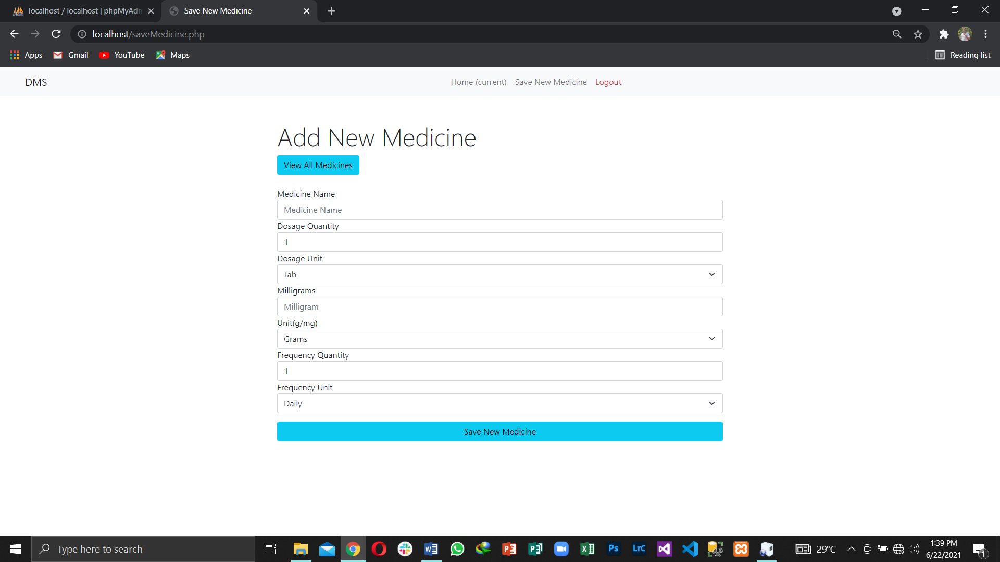 localhost / localhost | phpMyAdm
Save New Medicine
localhost/saveMedicine.php
Apps
Gmail
YouTube
Maps
Reading list
DMS
Home (current)
Save New Medicine
Logout
Add New Medicine
View All Medicines
Medicine Name
Medicine Name
Dosage Quantity
1
Dosage Unit
Tab
Milligrams
Milligram
Unit(g/mg)
Grams
Frequency Quantity
1
Frequency Unit
Daily
Save New Medicine
Type here to search
Ps
LrC
29°C
1:39 PM
6/22/2021
1